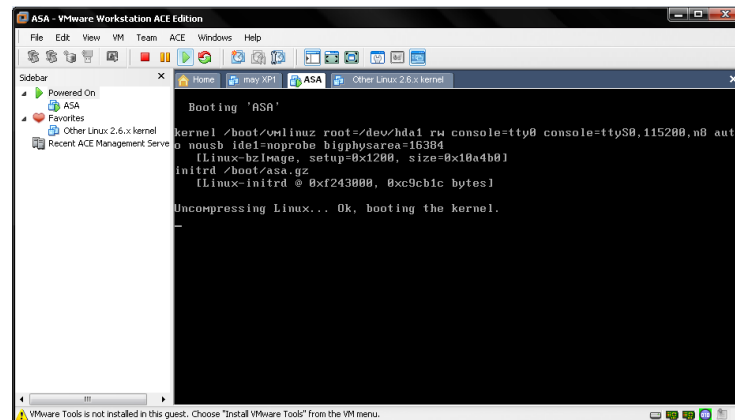 ASA - VMware Workstation ACE Edition
File Edit View VM Team ACE Windows Help
Sidebar
Powered On
ASA
Favorites
Other Linux 2.6.x kernel
Recent ACE Management Serve
Home may XP1 ASA Other Linux 2.6.x kernel
Booting 'ASA'
kernel /boot/vmlinuz root=/dev/hda1 rw console=tty0 console=ttyS0,115200,n8 aut
o nousb ide1=noprobe bigphysarea=16384
[Linux-bzImage, setup=0x1200, size=0x10a4b0]
initrd /boot/asa.gz
[Linux-initrd @ 0xf243000, 0xc9cb1c bytes]
Uncompressing Linux... Ok, booting the kernel.
VMware Tools is not installed in this guest. Choose "Install VMware Tools" from the VM menu.